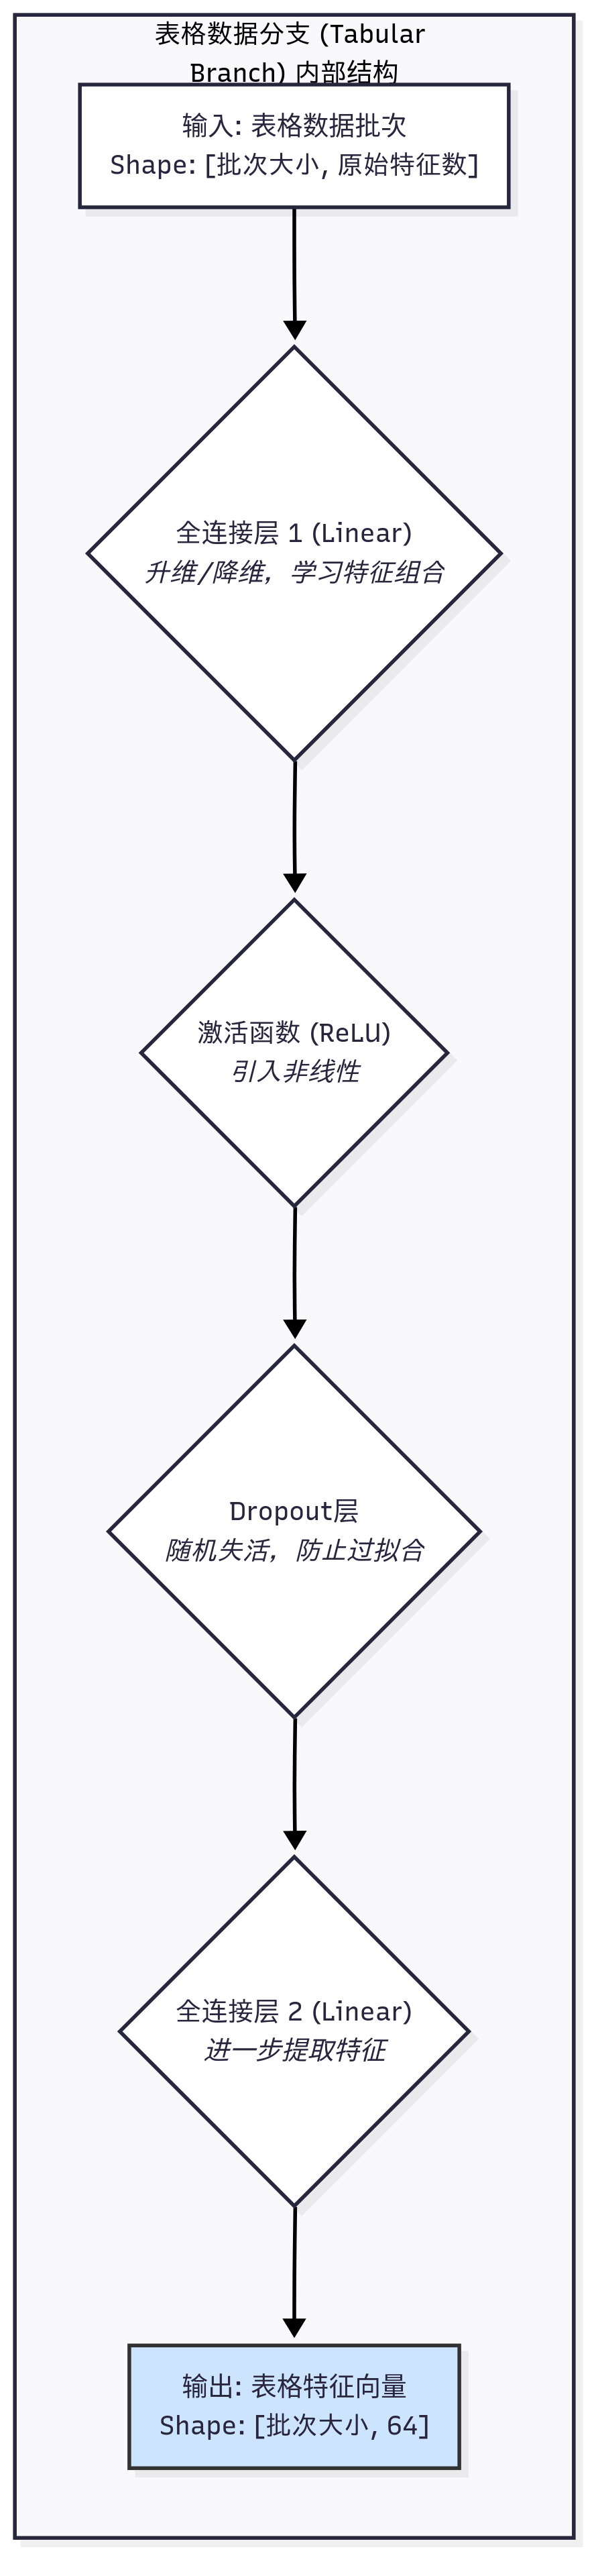 表格数据分支 (Tabular
Branch) 内部结构
输入: 表格数据批次
Shape: [批次大小, 原始特征数]
全连接层 1 (Linear)
升维/降维，学习特征组合
激活函数 (ReLU)
引入非线性
Dropout层
随机失活，防止过拟合
全连接层 2 (Linear)
进一步提取特征
输出: 表格特征向量
Shape: [批次大小, 64]